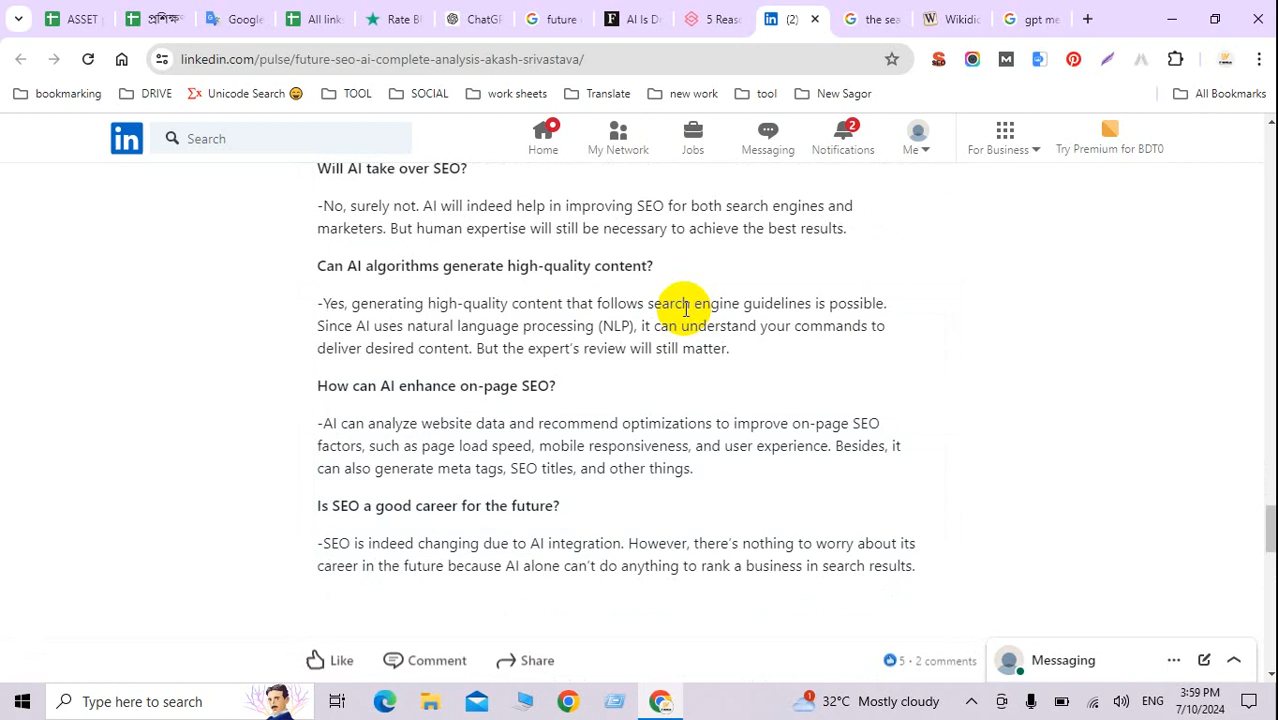 ASSET
প্রশিক্ষ
Google
All links
Rate Bl
ChatGF
future
AI Is D
5 Reas
(2)
the sea
Wikidic
gpt me
linkedin.com/pulse/future-seo-ai-complete-analysis-akash-srivastava/
bookmarking
DRIVE
Unicode Search
TOOL
SOCIAL
work sheets
Translate
new work
tool
New Sagor
All Bookmarks
in
Search
Home
My Network
Jobs
Messaging
2
Notifications
Me
For Business
Try Premium for BDT0
Will AI take over SEO?
-No, surely not. AI will indeed help in improving SEO for both search engines and
marketers. But human expertise will still be necessary to achieve the best results.
Can AI algorithms generate high-quality content?
-Yes, generating high-quality content that follows search engine guidelines is possible.
Since AI uses natural language processing (NLP), it can understand your commands to
deliver desired content. But the expert's review will still matter.
How can AI enhance on-page SEO?
-AI can analyze website data and recommend optimizations to improve on-page SEO
factors, such as page load speed, mobile responsiveness, and user experience. Besides, it
can also generate meta tags, SEO titles, and other things.
Is SEO a good career for the future?
-SEO is indeed changing due to AI integration. However, there's nothing to worry about its
career in the future because AI alone can't do anything to rank a business in search results.
Like
Comment
Share
5 • 2 comments
Messaging
Type here to search
1
32°C Mostly cloudy
ENG
3:59 PM
7/10/2024